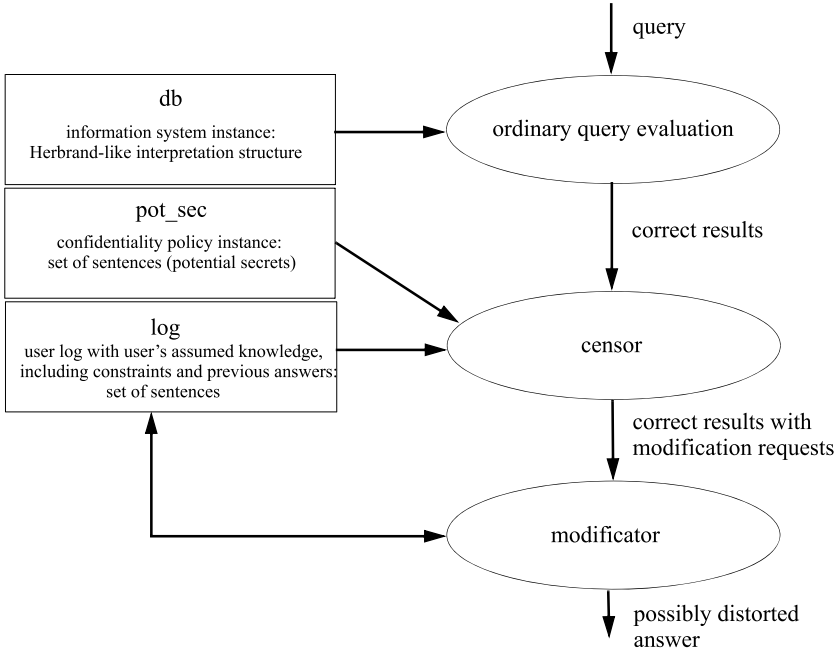 query
db
information system instance:
Herbrand-like interpretation structure
ordinary query evaluation
pot_sec
confidentiality policy instance:
set of sentences (potential secrets)
correct results
log
user log with user's assumed knowledge,
including constraints and previous answers:
set of sentences
censor
correct results with
modification requests
modificator
possibly distorted
answer